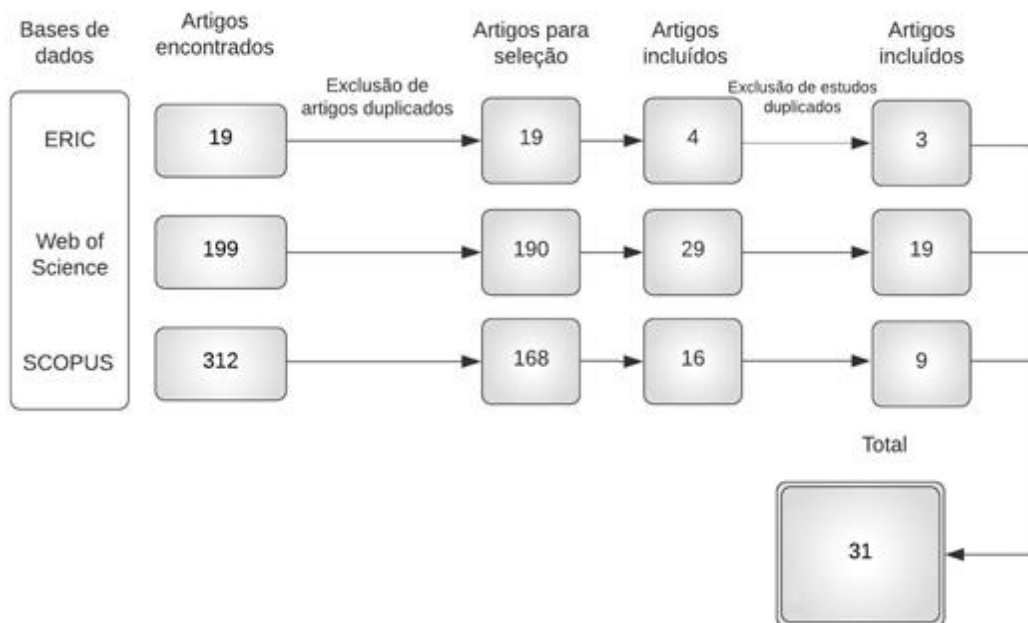 Bases de
dados
Artigos
encontrados
Exclusão de
artigos duplicados
Artigos para
seleção
Artigos
incluídos
Exclusão de estudos
duplicados
Artigos
incluídos
ERIC
19
19
4
3
Web of
Science
199
190
29
19
SCOPUS
312
168
16
9
Total
31